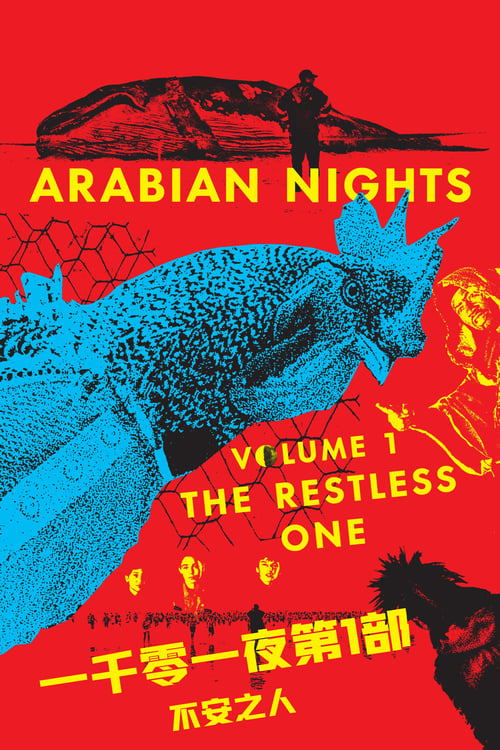 ARABIAN NIGHTS
VOLUME 1
THE RESTLESS
ONE
一千零一夜第1部
不安之人